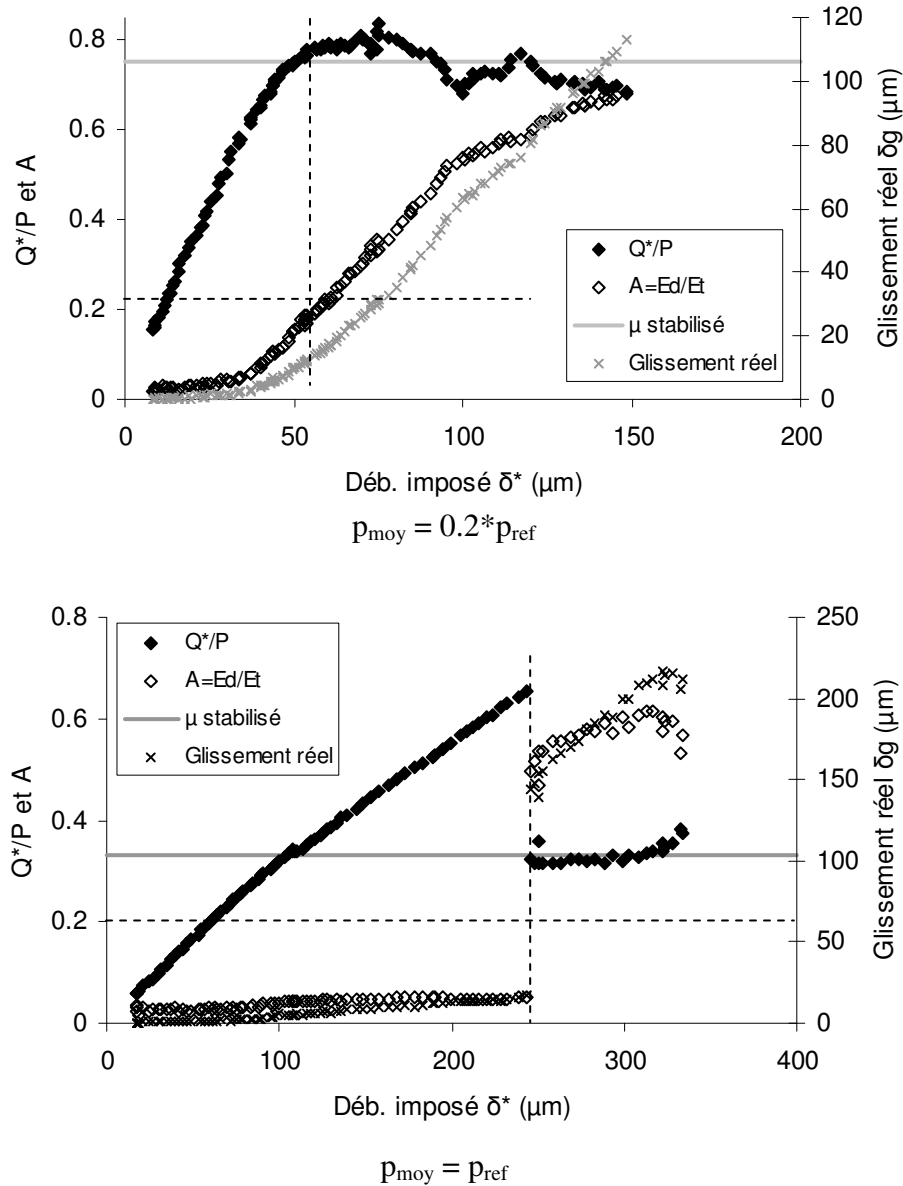 120
0.8
100
0.6
80
Q*/P et A
Glissement réel δg (µm)
60
0.4
Q*/P
A=Ed/Et
40
0.2
µ stabilisé
20
Glissement réel
0
0
0
50
100
150
200
Déb. imposé δ* (µm)
pmoy = 0.2*pref
0.8
250
Q*/P
A=Ed/Et
200
0.6
µ stabilisé
Glissement réel
150
Q*/P et A
Glissement réel δg (µm)
0.4
100
0.2
50
0
0
0
100
200
300
400
Déb. imposé δ* (µm)
pmoy = pref